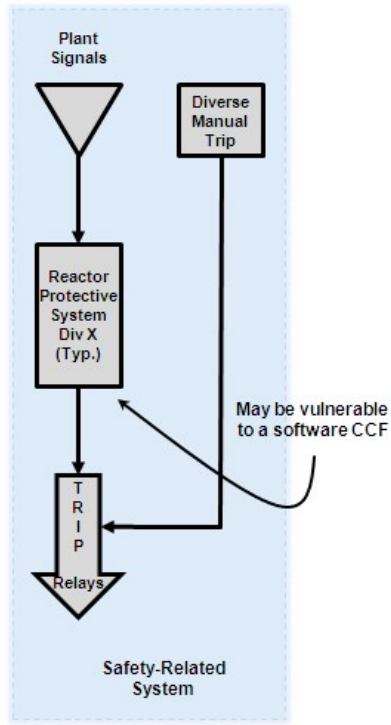 Plant
Signals
Diverse
Manual
Trip
Reactor
Protective
System
Div X
(Typ.)
May be vulnerable
to a software CCF
T
R
I
P
Relays
Safety-Related
System